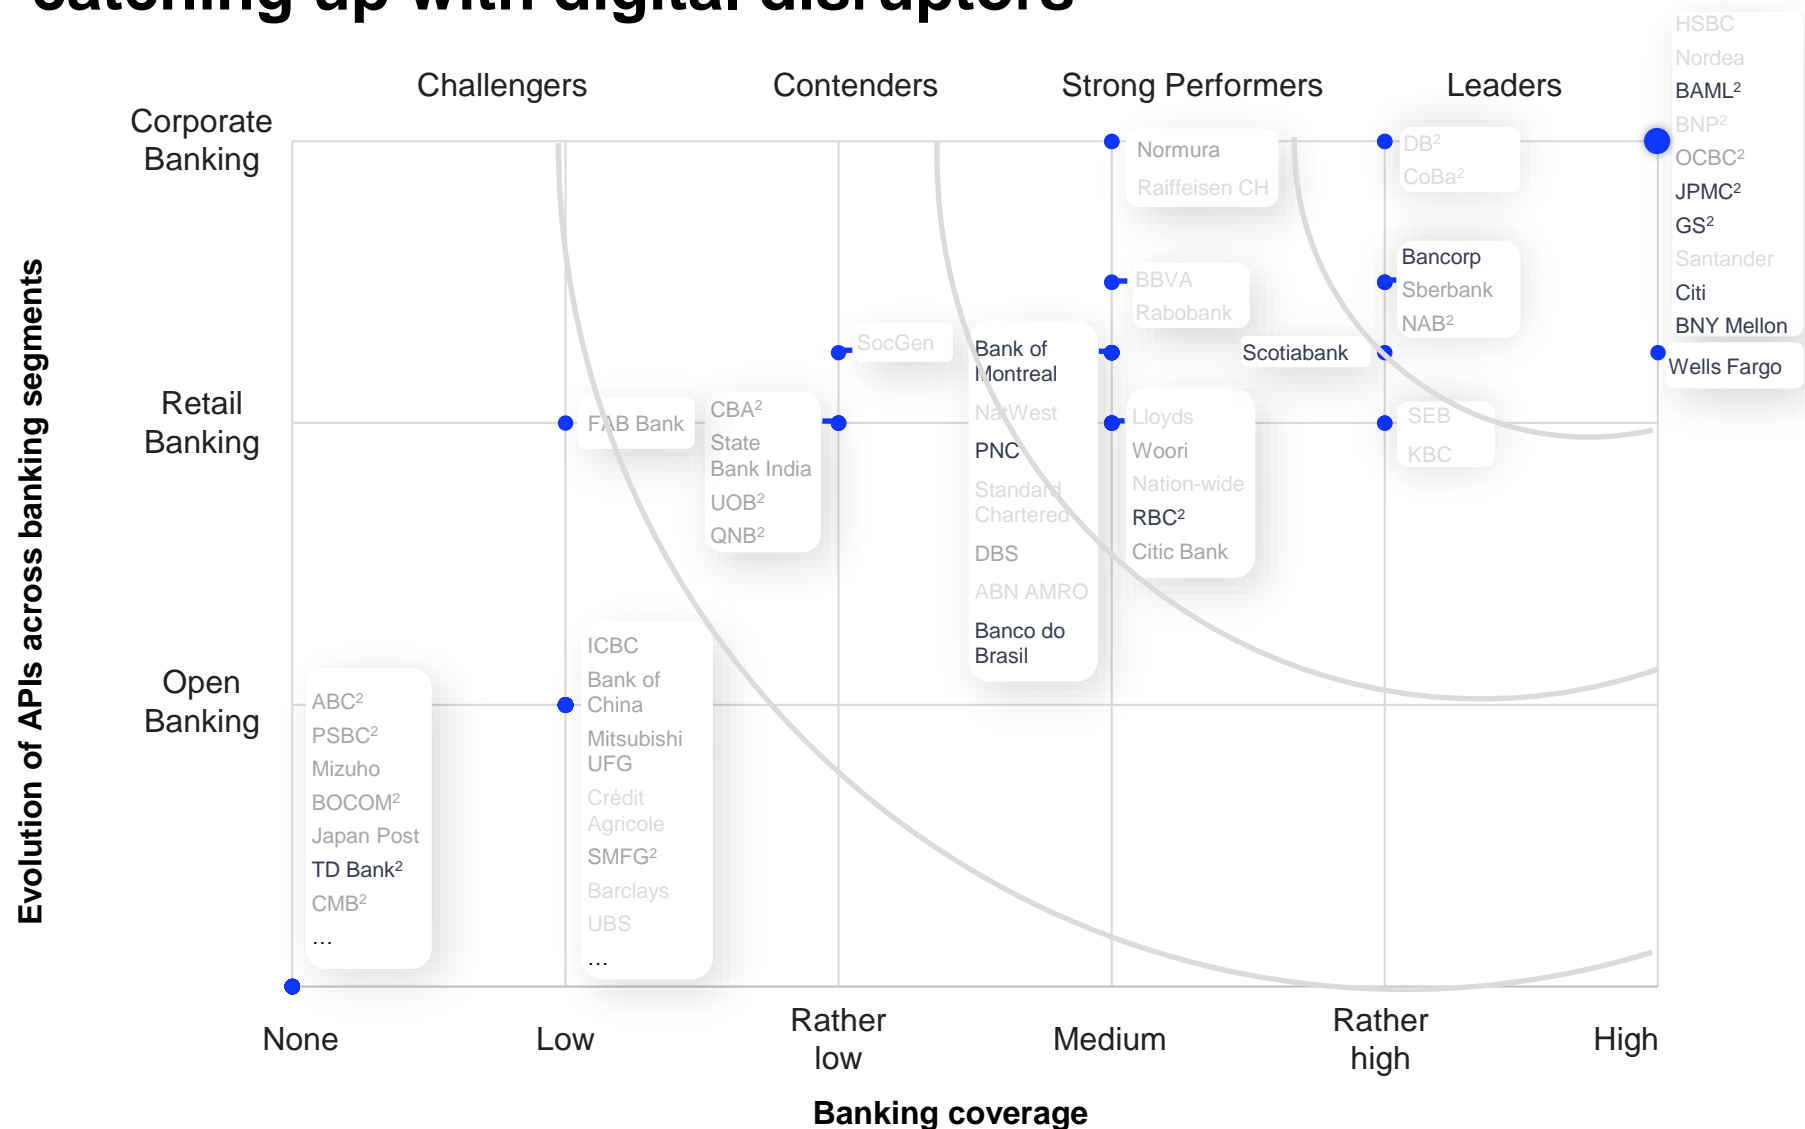 catching up with digital disruptors
Challengers
Contenders
Strong Performers
Leaders
Corporate
Banking
Retail
Banking
Open
Banking
Evolution of APIs across banking segments
HSBC
Nordea
BAML²
BNP²
OCBC²
JPMC²
GS²
Santander
Citi
BNY Mellon
Wells Fargo
DB²
CoBa²
Bancorp
Sberbank
NAB²
Scotiabank
SEB
KBC
Normura
Raiffeisen CH
BBVA
Rabobank
Bank of
Montreal
NatWest
PNC
Standard
Chartered
DBS
ABN AMRO
Banco do
Brasil
Lloyds
Woori
Nation-wide
RBC²
Citic Bank
SocGen
CBA²
State
Bank India
UOB²
QNB²
FAB Bank
ICBC
Bank of
China
Mitsubishi
UFG
Crédit
Agricole
SMFG²
Barclays
UBS
...
ABC²
PSBC²
Mizuho
BOCOM²
Japan Post
TD Bank²
CMB²
...
None
Low
Rather
low
Medium
Rather
high
High
Banking coverage